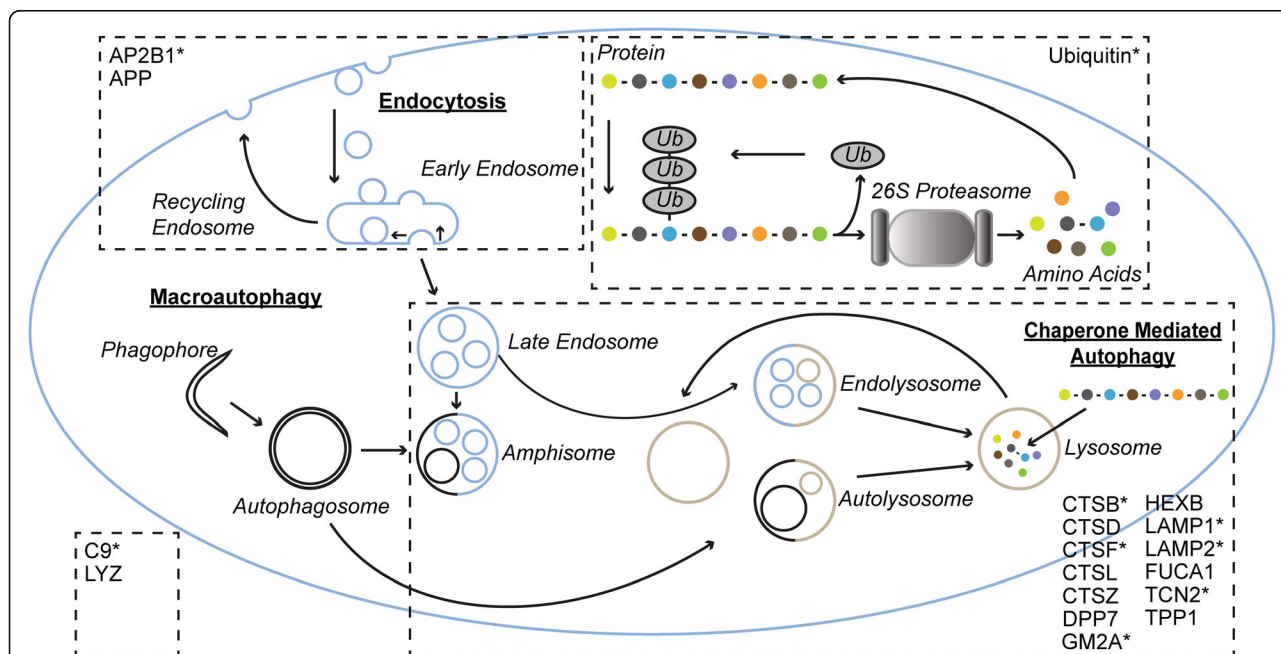 AP2B1*
APP
Endocytosis
Early Endosome
Recycling
Endosome
Protein
Ubiquitin*
Ub
Ub
Ub
Ub
26S Proteasome
Amino Acids
Macroautophagy
Phagophore
Autophagosome
Late Endosome
Amphisome
Endolysosome
Autolysosome
Chaperone Mediated
Autophagy
Lysosome
CTSB* HEXB
CTSD LAMP1*
CTSF* LAMP2*
CTSL FUCA1
CTSZ TCN2*
DPP7 TPP1
GM2A*
C9*
LYZ